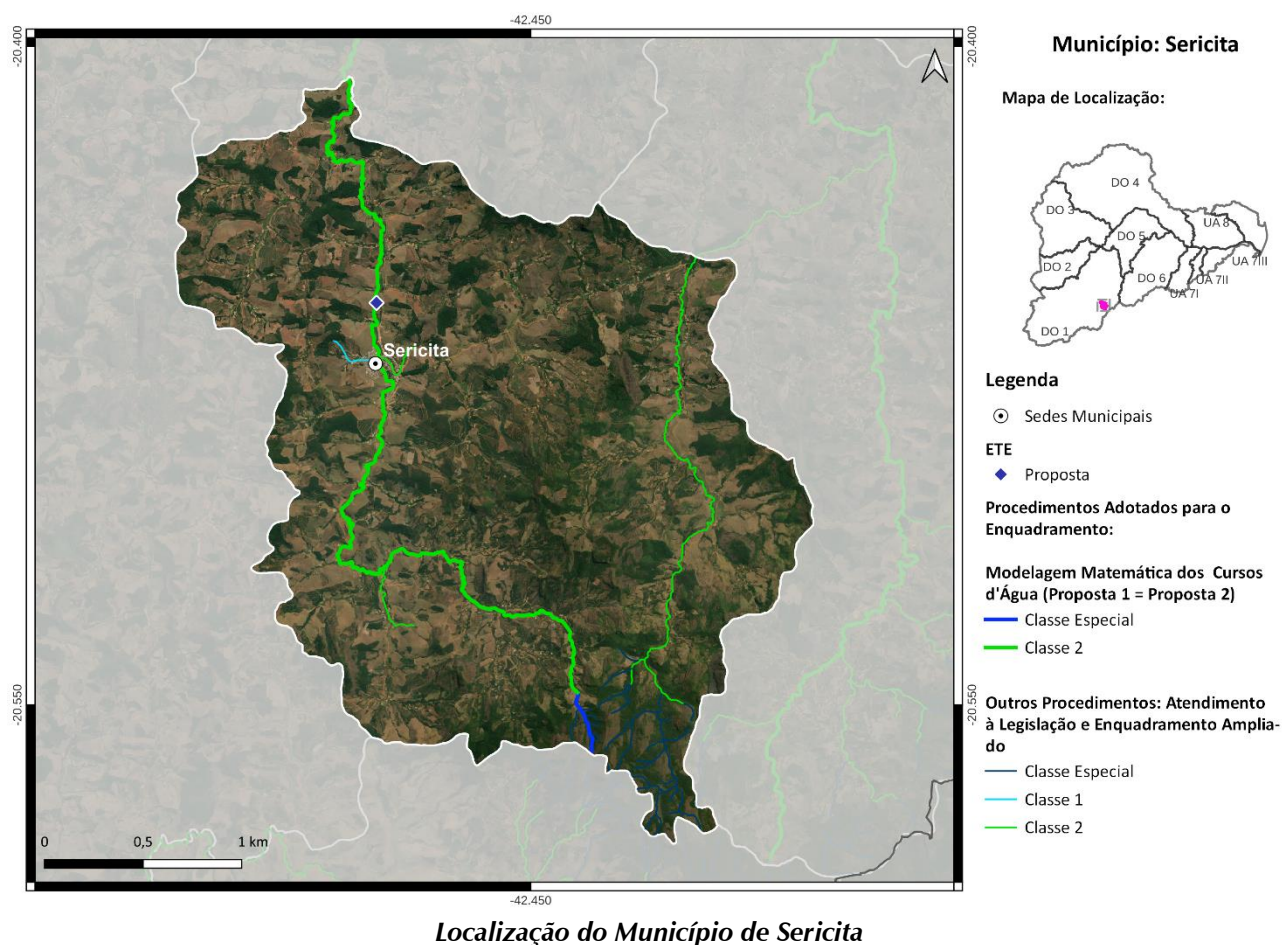 -42.450
-20.400
-20.400
Município: Sericita
Mapa de Localização:
DO 4
DO 3
UA 8
DO 5
UA 7III
DO 2
DO 6
UA 7II
UA 7I
DO 1
Sericita
Legenda
Sedes Municipais
ETE
Proposta
Procedimentos Adotados para o
Enquadramento:
Modelagem Matemática dos Cursos
d'Água (Proposta 1 = Proposta 2)
Classe Especial
Classe 2
-20.550
-20.550
Outros Procedimentos: Atendimento
à Legislação e Enquadramento Amplia-
do
Classe Especial
Classe 1
Classe 2
0 0,5 1 km
-42.450
Localização do Município de Sericita